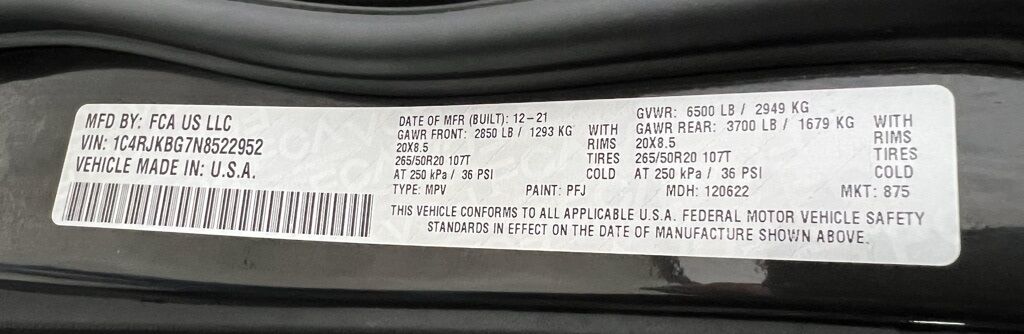 MFD BY: FCA US LLC
VIN: 1C4RJKBG7N8522952
VEHICLE MADE IN: U.S.A.
DATE OF MFR (BUILT): 12-21
GAWR FRONT: 2850 LB / 1293 KG WITH
20X8.5 RIMS
265/50R20 107T TIRES
AT 250 kPa / 36 PSI COLD
GVWR: 6500 LB / 2949 KG
GAWR REAR: 3700 LB / 1679 KG WITH
20X8.5 RIMS
265/50R20 107T TIRES
AT 250 kPa / 36 PSI COLD
TYPE: MPV PAINT: PFJ MDH: 120622 MKT: 875
THIS VEHICLE CONFORMS TO ALL APPLICABLE U.S.A. FEDERAL MOTOR VEHICLE SAFETY
STANDARDS IN EFFECT ON THE DATE OF MANUFACTURE SHOWN ABOVE.